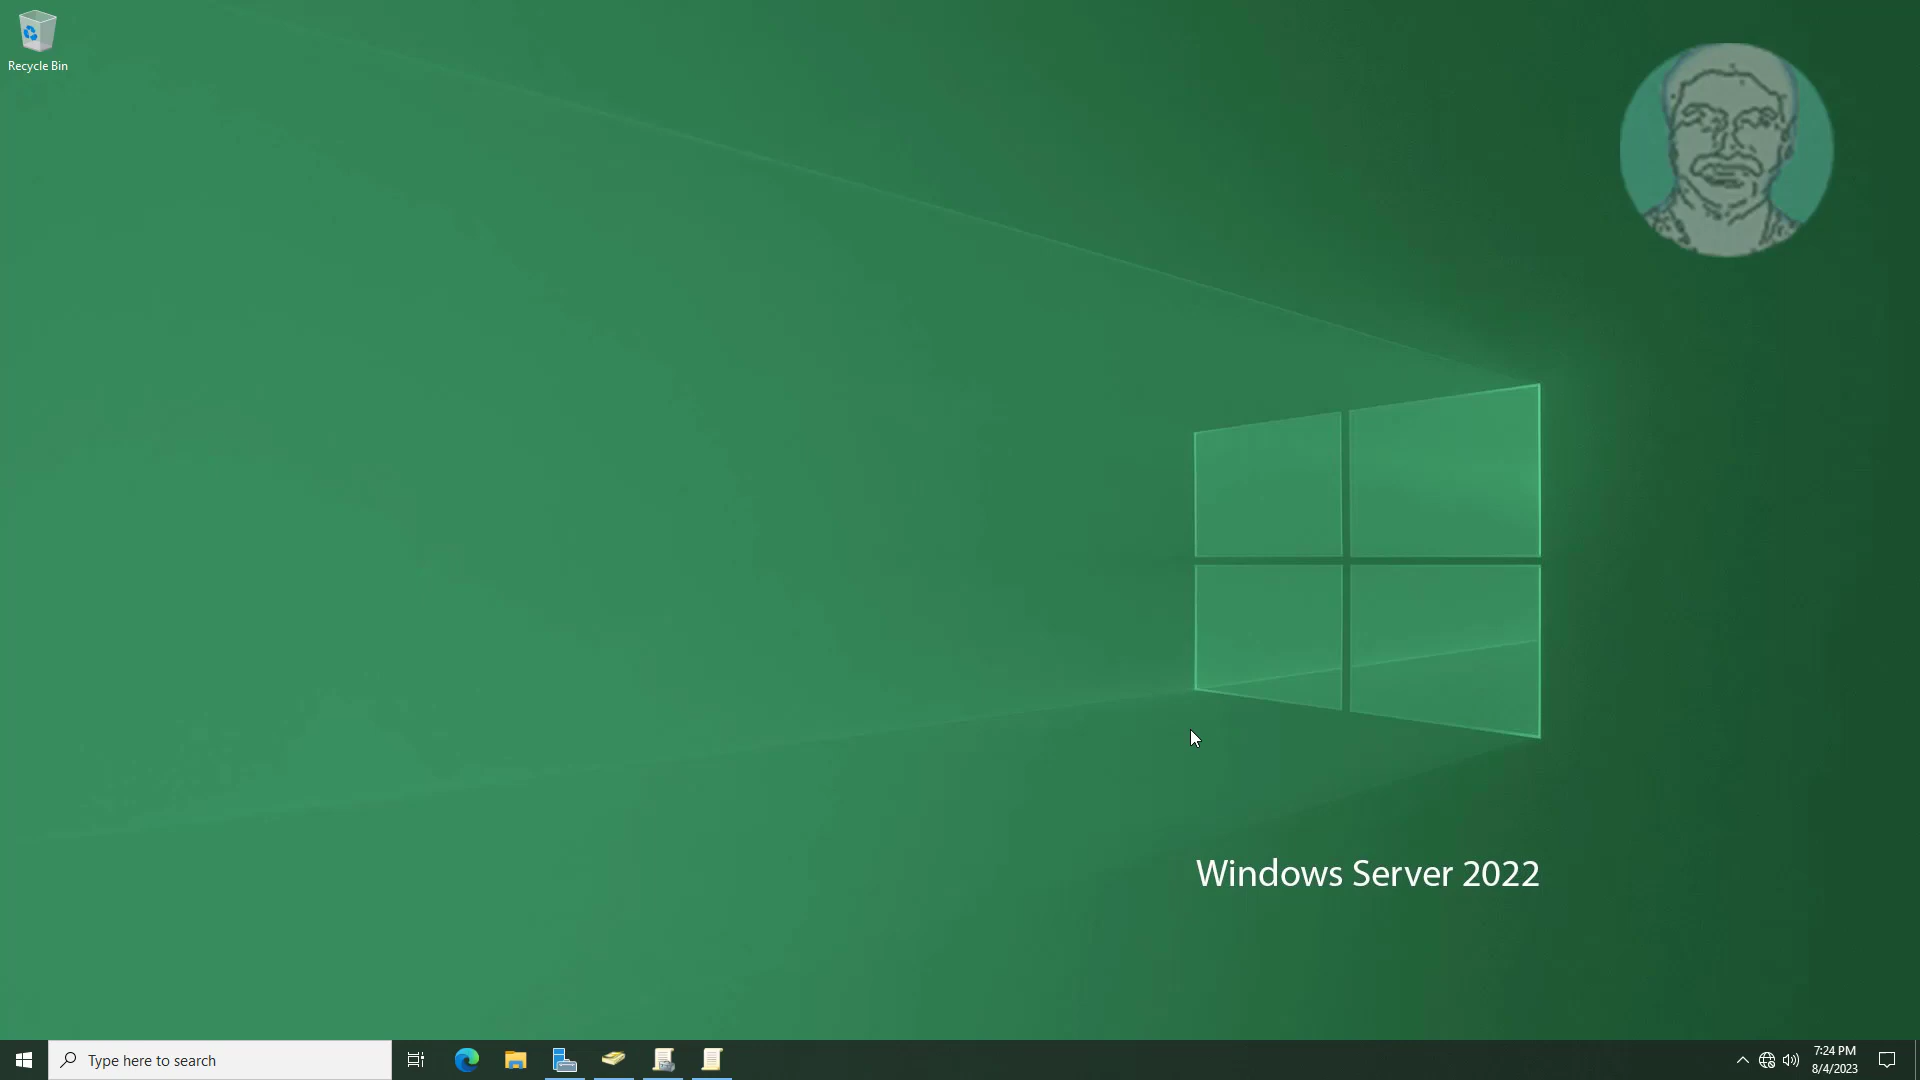 Recycle Bin
Windows Server 2022
Type here to search
7:24 PM
8/4/2023